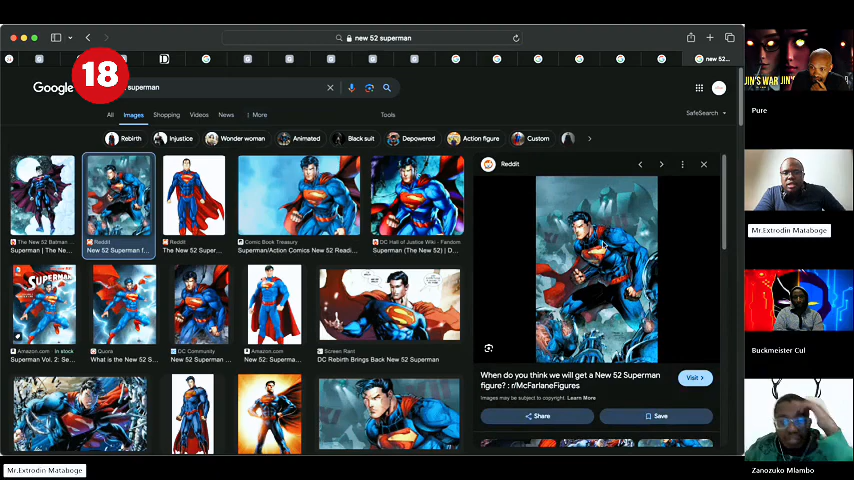 new 52 superman
new 52...
18
Google
superman
All
Images
Shopping
Videos
News
More
Tools
SafeSearch
Rebirth
Injustice
Wonder woman
Animated
Black suit
Depowered
Action figure
Custom
The New 52 Batman ...
Superman | The Ne...
Reddit
New 52 Superman f...
Reddit
The New 52 Super...
Comic Book Treasury
Superman/Action Comics New 52 Readi...
DC Hall of Justice Wiki - Fandom
Superman (The New 52) | D...
SUPERMAN
Amazon.com
In stock
Superman Vol. 2: Se...
Quora
What is the new 52 S...
DC Community
New 52 Superman ...
Amazon.com
New 52: Superma...
Screen Rant
DC Rebirth Brings Back New 52 Superman
Reddit
When do you think we will get a New 52 Superman
figure? : r/McFarlaneFigures
Visit
Images may be subject to copyright. Learn More
Share
Save
JIN'S WAR
Pure
Mr.Extrodin Mataboge
Buckmeister Cul
Zanozuko Mlambo
Mr.Extrodin Mataboge